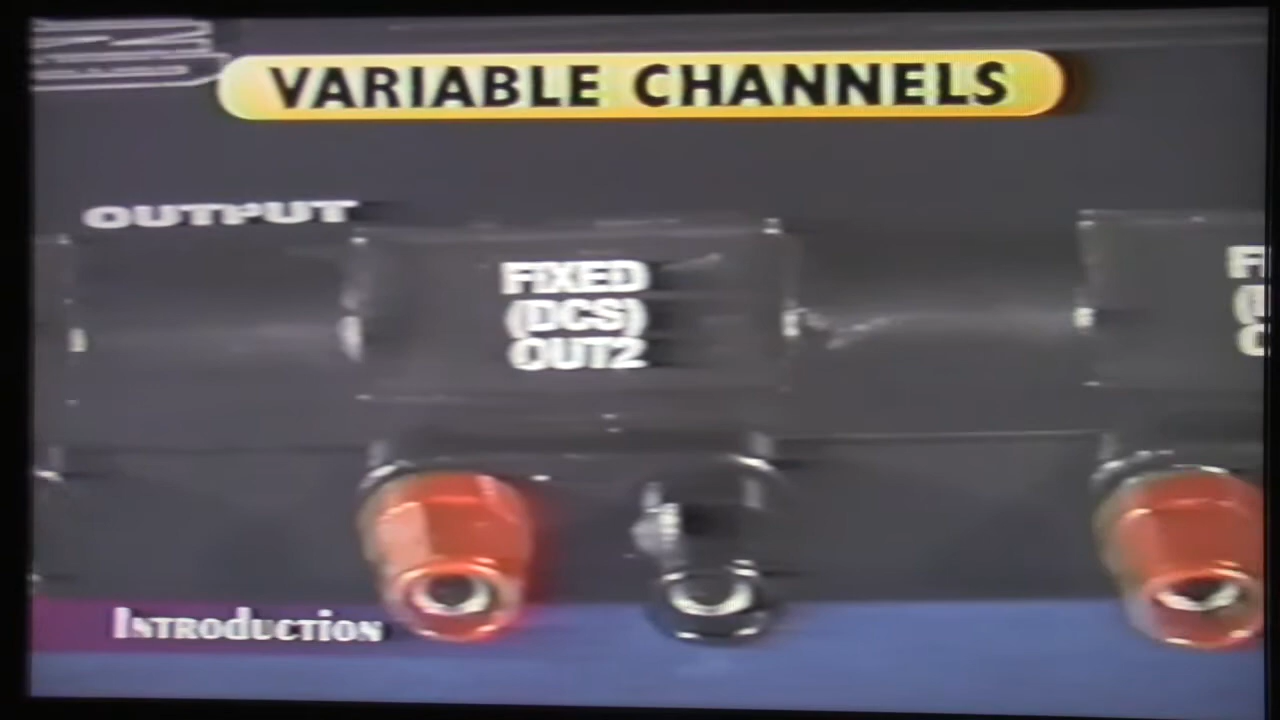 VARIABLE CHANNELS
OUTPUT
FIXED
(DCS)
OUT2
INTRODUCTION